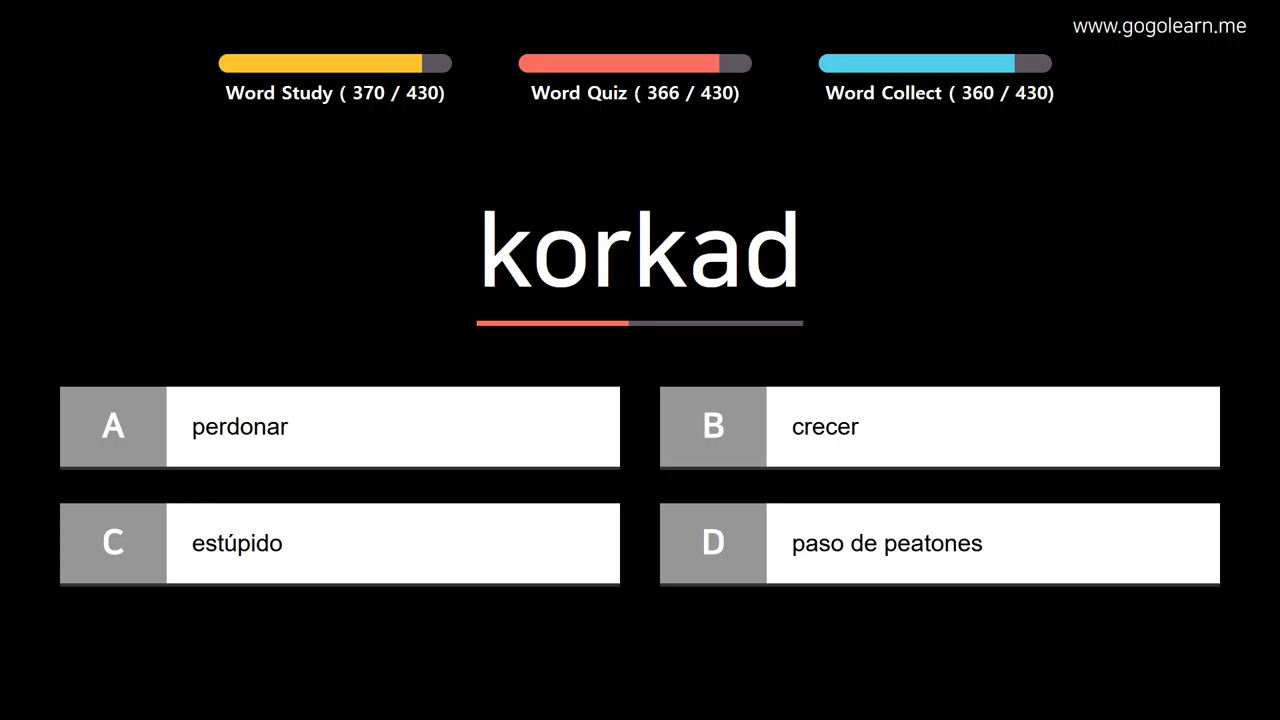 www.gogolearn.me
Word Study ( 370 / 430)
Word Quiz ( 366 / 430)
Word Collect ( 360 / 430)
korkad
A perdonar
B crecer
C estúpido
D paso de peatones